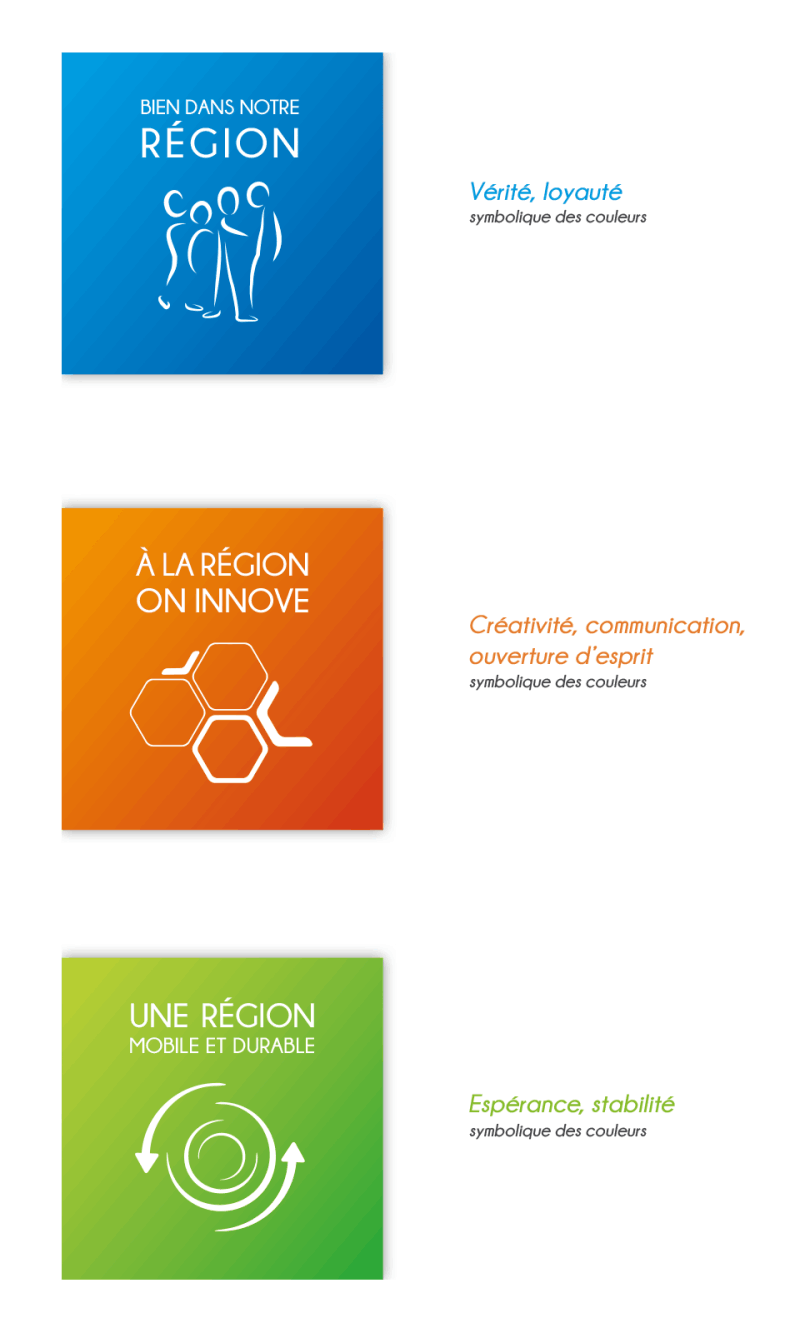 BIEN DANS NOTRE
RÉGION
Vérité, loyauté
symbolique des couleurs
À LA RÉGION
ON INNOVE
Créativité, communication,
ouverture d'esprit
symbolique des couleurs
UNE RÉGION
MOBILE ET DURABLE
Espérance, stabilité
symbolique des couleurs